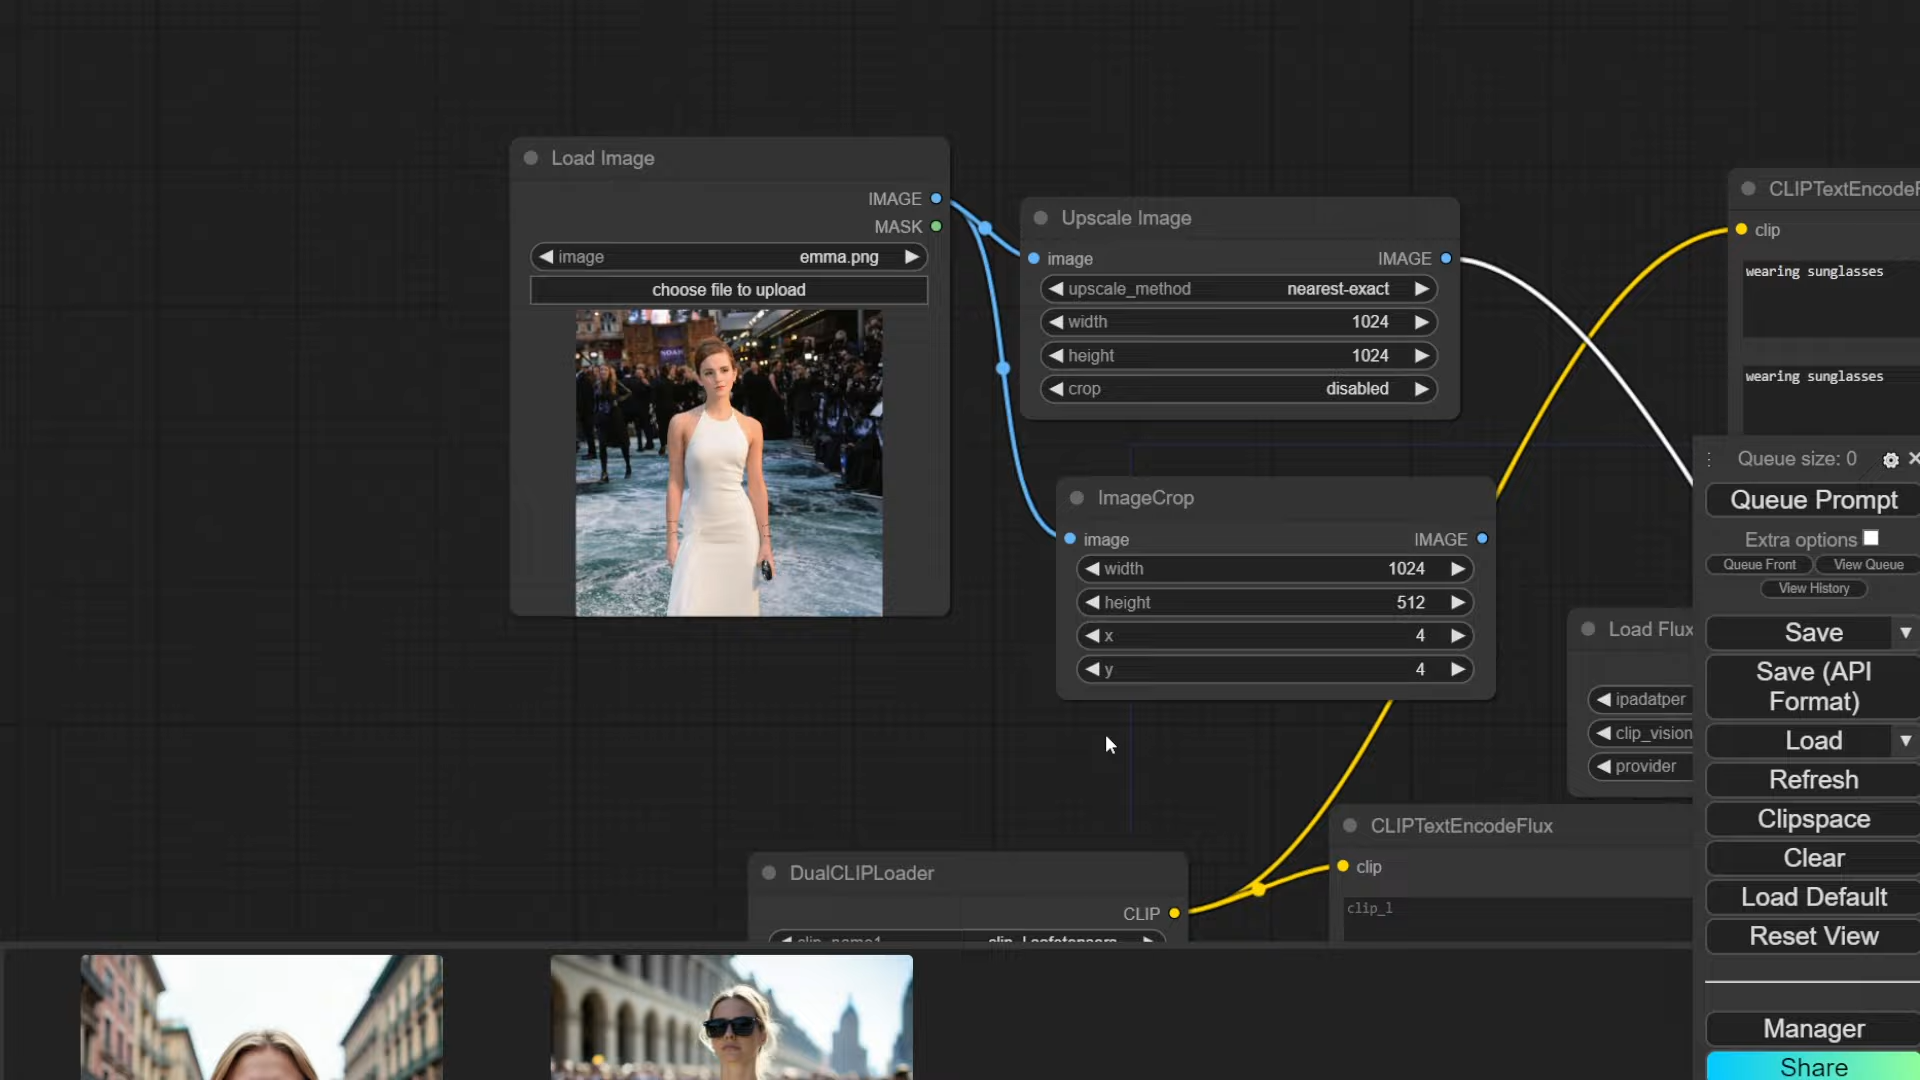 Load Image
IMAGE
MASK
image emma.png
choose file to upload
NOAH
Upscale Image
image IMAGE
upscale_method nearest-exact
width 1024
height 1024
crop disabled
ImageCrop
image IMAGE
width 1024
height 512
x 4
y 4
DualCLIPLoader
CLIP
CLIPTextEncodeFlux
clip
clip_l
Load Flux
ipadatper
clip_vision
provider
CLIPTextEncodeF
clip
wearing sunglasses
wearing sunglasses
Queue size: 0
Queue Prompt
Extra options
Queue Front View Queue
View History
Save
Save (API
Format)
Load
Refresh
Clipspace
Clear
Load Default
Reset View
Manager
Share